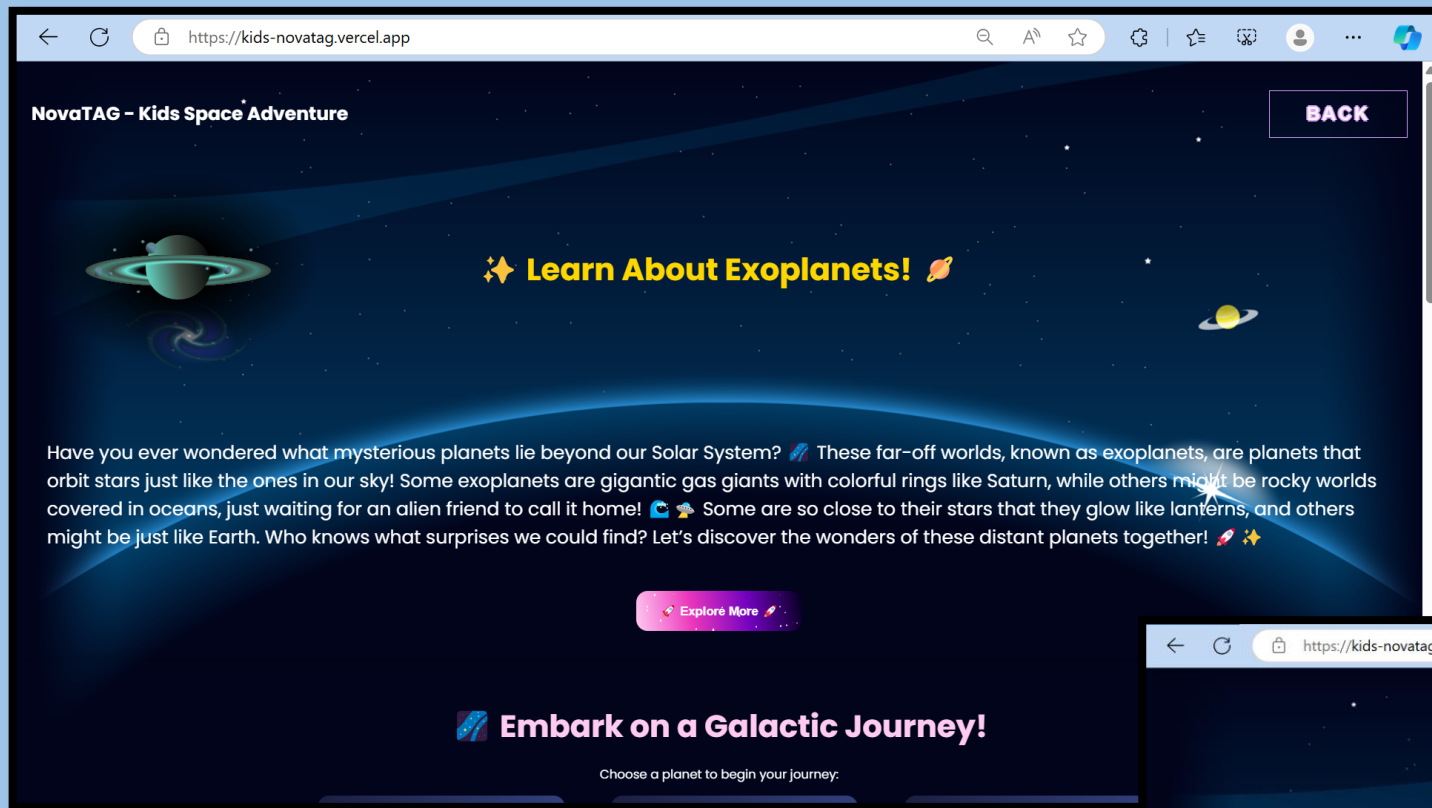 https://kids-novatag.vercel.app
NovaTAG - Kids Space Adventure
BACK
✨ Learn About Exoplanets! 🪐
Have you ever wondered what mysterious planets lie beyond our Solar System? 🌌 These far-off worlds, known as exoplanets, are planets that
orbit stars just like the ones in our sky! Some exoplanets are gigantic gas giants with colorful rings like Saturn, while others might be rocky worlds
covered in oceans, just waiting for an alien friend to call it home! 🌊 🛸 Some are so close to their stars that they glow like lanterns, and others
might be just like Earth. Who knows what surprises we could find? Let’s discover the wonders of these distant planets together! 🚀 ✨
🚀 Explore More 🚀
https://kids-novatag
🌌 Embark on a Galactic Journey!
Choose a planet to begin your journey: